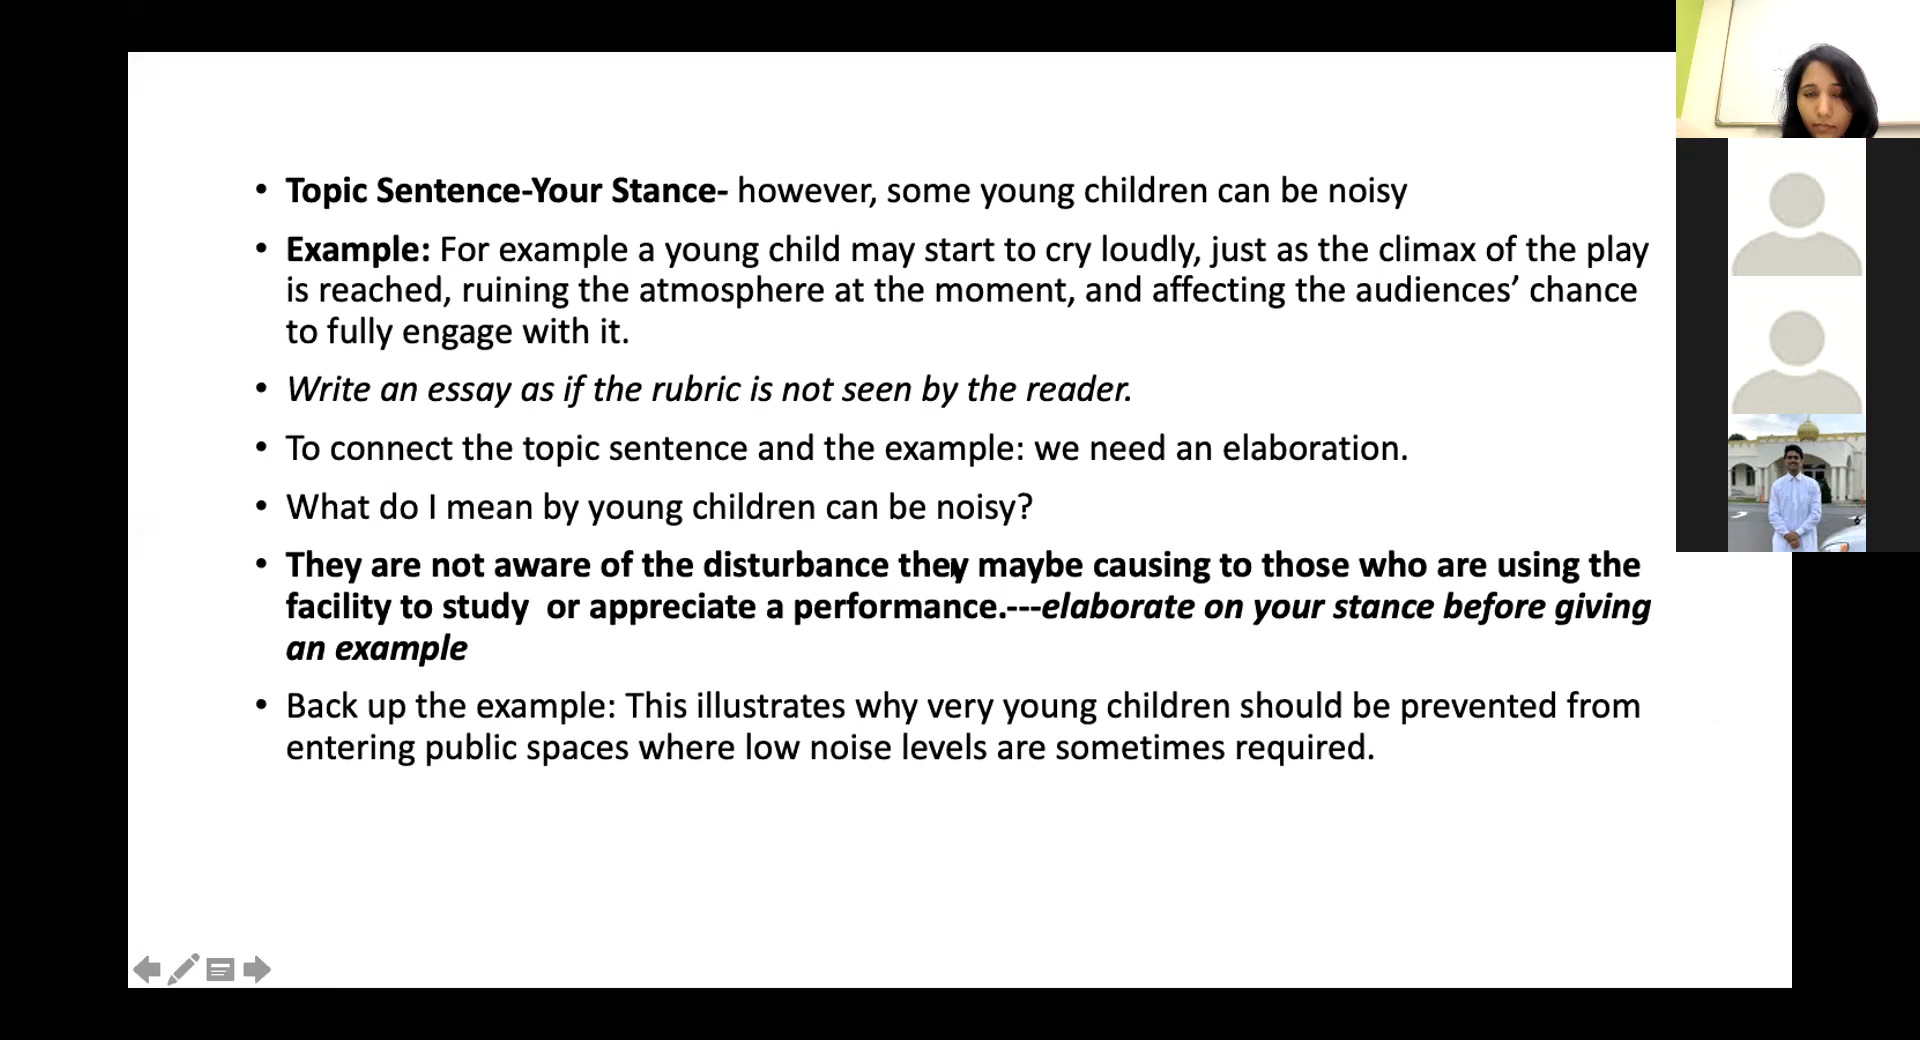 • Topic Sentence-Your Stance- however, some young children can be noisy
• Example: For example a young child may start to cry loudly, just as the climax of the play
is reached, ruining the atmosphere at the moment, and affecting the audiences’ chance
to fully engage with it.
• Write an essay as if the rubric is not seen by the reader.
• To connect the topic sentence and the example: we need an elaboration.
• What do I mean by young children can be noisy?
• They are not aware of the disturbance they maybe causing to those who are using the
facility to study  or appreciate a performance.---elaborate on your stance before giving
an example
• Back up the example: This illustrates why very young children should be prevented from
entering public spaces where low noise levels are sometimes required.